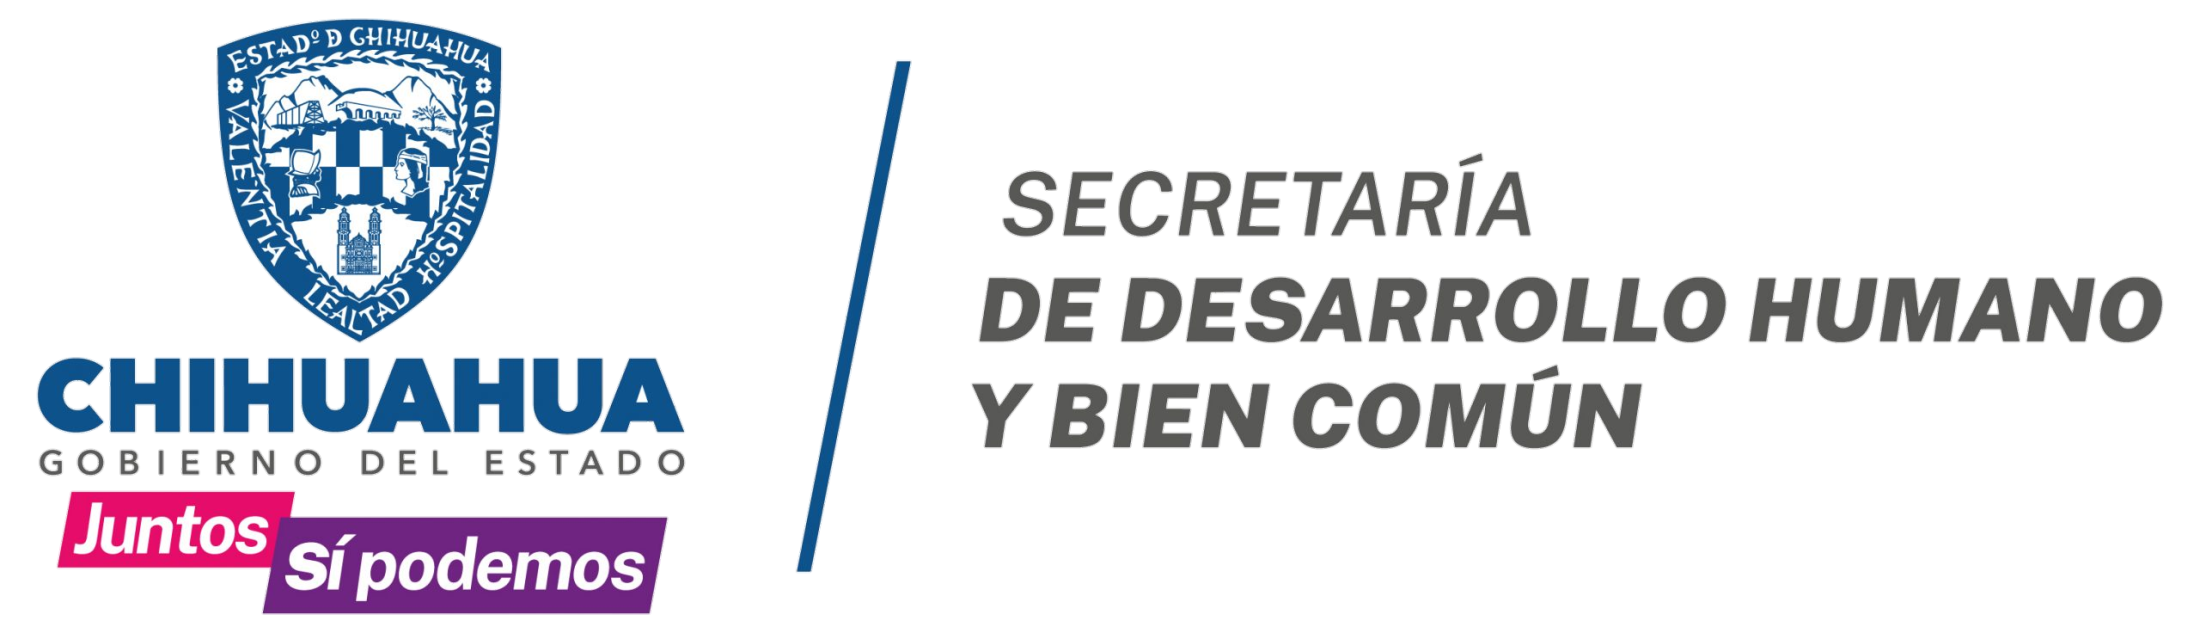 ESTADº D CHIHUAHUA
VALENTIA
LEALTAD
HºSPITALIDAD
CHIHUAHUA
GOBIERNO DEL ESTADO
Juntos
Sí podemos
SECRETARÍA
DE DESARROLLO HUMANO
Y BIEN COMÚN